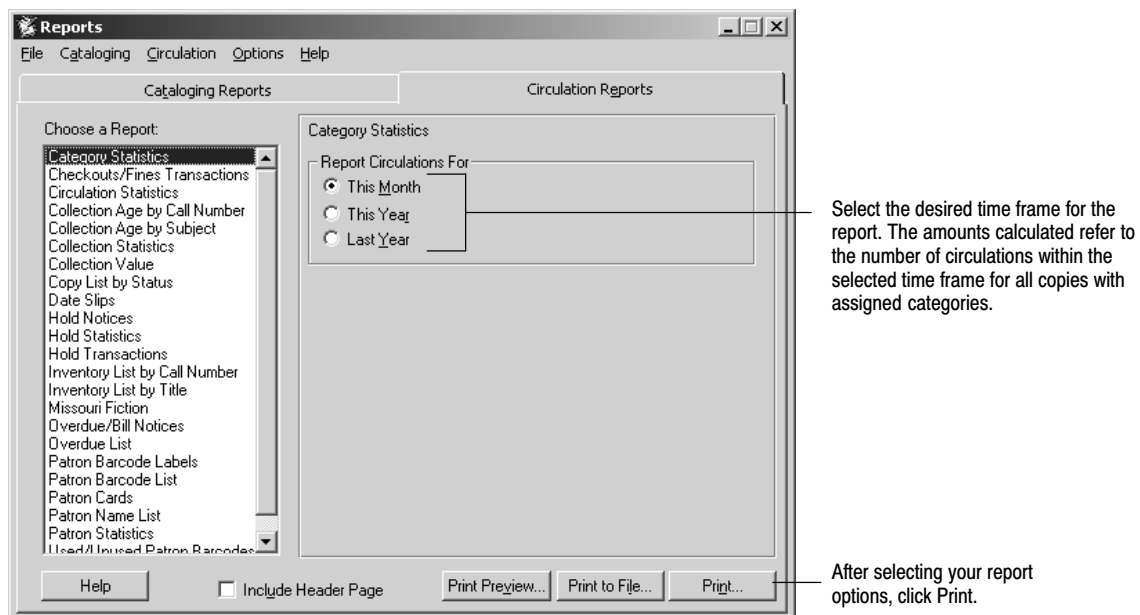 Reports
File Cataloging Circulation Options Help
Cataloging Reports
Circulation Reports
Choose a Report:
Category Statistics
Checkouts/Fines Transactions
Circulation Statistics
Collection Age by Call Number
Collection Age by Subject
Collection Statistics
Collection Value
Copy List by Status
Date Slips
Hold Notices
Hold Statistics
Hold Transactions
Inventory List by Call Number
Inventory List by Title
Missouri Fiction
Overdue/Bill Notices
Overdue List
Patron Barcode Labels
Patron Barcode List
Patron Cards
Patron Name List
Patron Statistics
Used/Unused Patron Barcodes
Category Statistics
Report Circulations For
This Month
This Year
Last Year
Select the desired time frame for the
report. The amounts calculated refer to
the number of circulations within the
selected time frame for all copies with
assigned categories.
Help
Include Header Page
Print Preview...
Print to File...
Print...
After selecting your report
options, click Print.